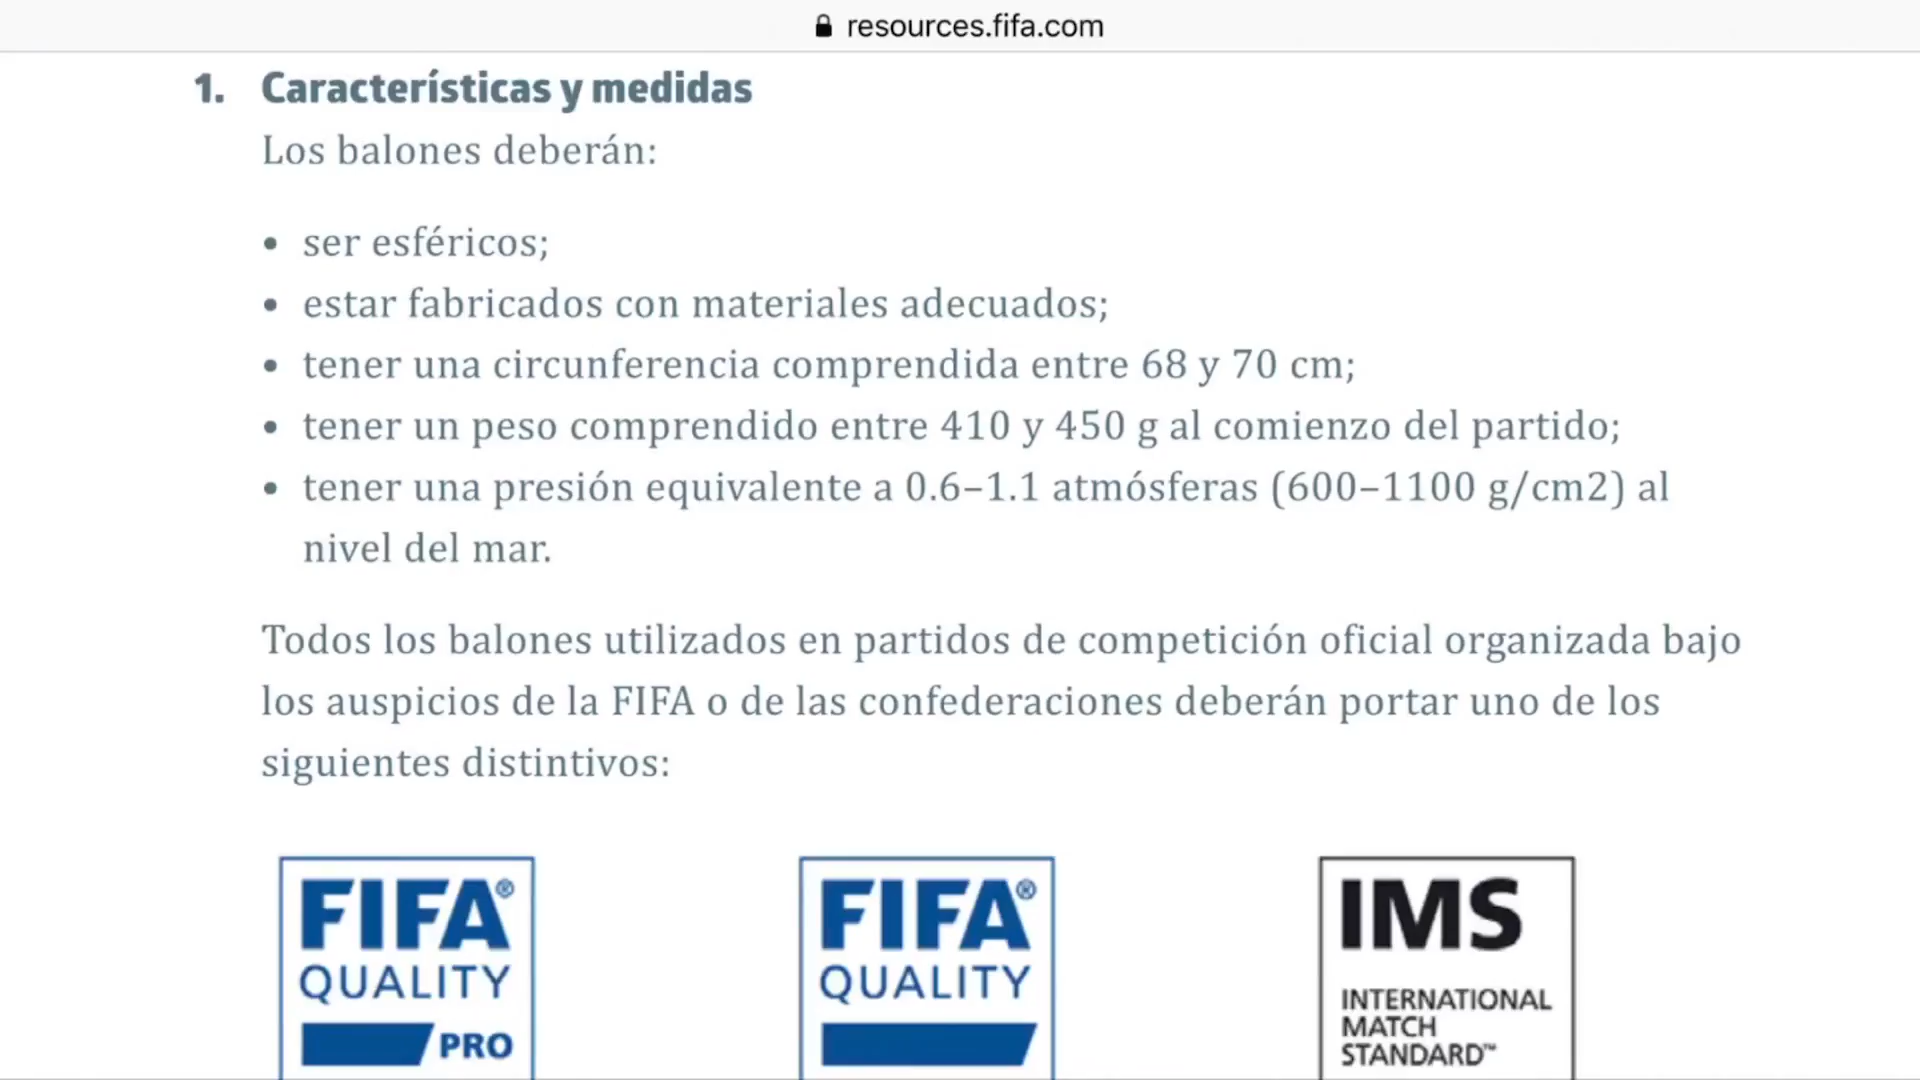 resources.fifa.com
1. Características y medidas
Los balones deberán:
• ser esféricos;
• estar fabricados con materiales adecuados;
• tener una circunferencia comprendida entre 68 y 70 cm;
• tener un peso comprendido entre 410 y 450 g al comienzo del partido;
• tener una presión equivalente a 0.6–1.1 atmósferas (600–1100 g/cm2) al
nivel del mar.
Todos los balones utilizados en partidos de competición oficial organizada bajo
los auspicios de la FIFA o de las confederaciones deberán portar uno de los
siguientes distintivos:
FIFA®
QUALITY
PRO
FIFA®
QUALITY
IMS
INTERNATIONAL
MATCH
STANDARD™